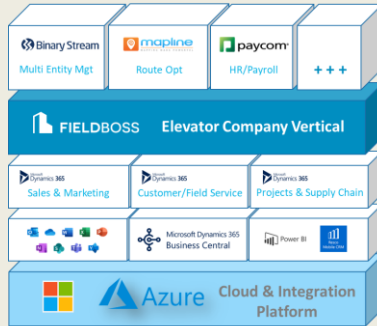 Binary Stream
mapline
paycom
Multi Entity Mgt
Route Opt
HR/Payroll
+++
FIELDBOSS
Elevator Company Vertical
Microsoft
Dynamics 365
Sales & Marketing
Microsoft
Dynamics 365
Customer/Field Service
Microsoft
Dynamics 365
Projects & Supply Chain
Microsoft Dynamics 365
Business Central
Power BI
Azure
Cloud & Integration
Platform